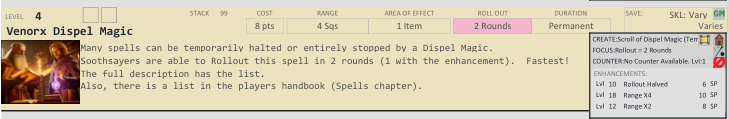 LEVEL 4 STACK 99 COST RANGE AREA OF EFFECT ROLL OUT DURATION SAVE: SKL: Vary GM
8 pts 4 Sqs 1 Item 2 Rounds Permanent Varies
Venorx Dispel Magic
Many spells can be temporarily halted or entirely stopped by a Dispel Magic.
Soothsayers are able to Rollout this spell in 2 rounds (1 with the enhancement). Fastest!
The full description has the list.
Also, there is a list in the players handbook (Spells chapter).
CREATE:Scroll of Dispel Magic (Tem
FOCUS:Rollout = 2 Rounds
COUNTER:No Counter Available. Lvl:1
ENHANCEMENTS:
Lvl 10 Rollout Halved 6 SP
Lvl 18 Range X4 10 SP
Lvl 12 Range X2 8 SP